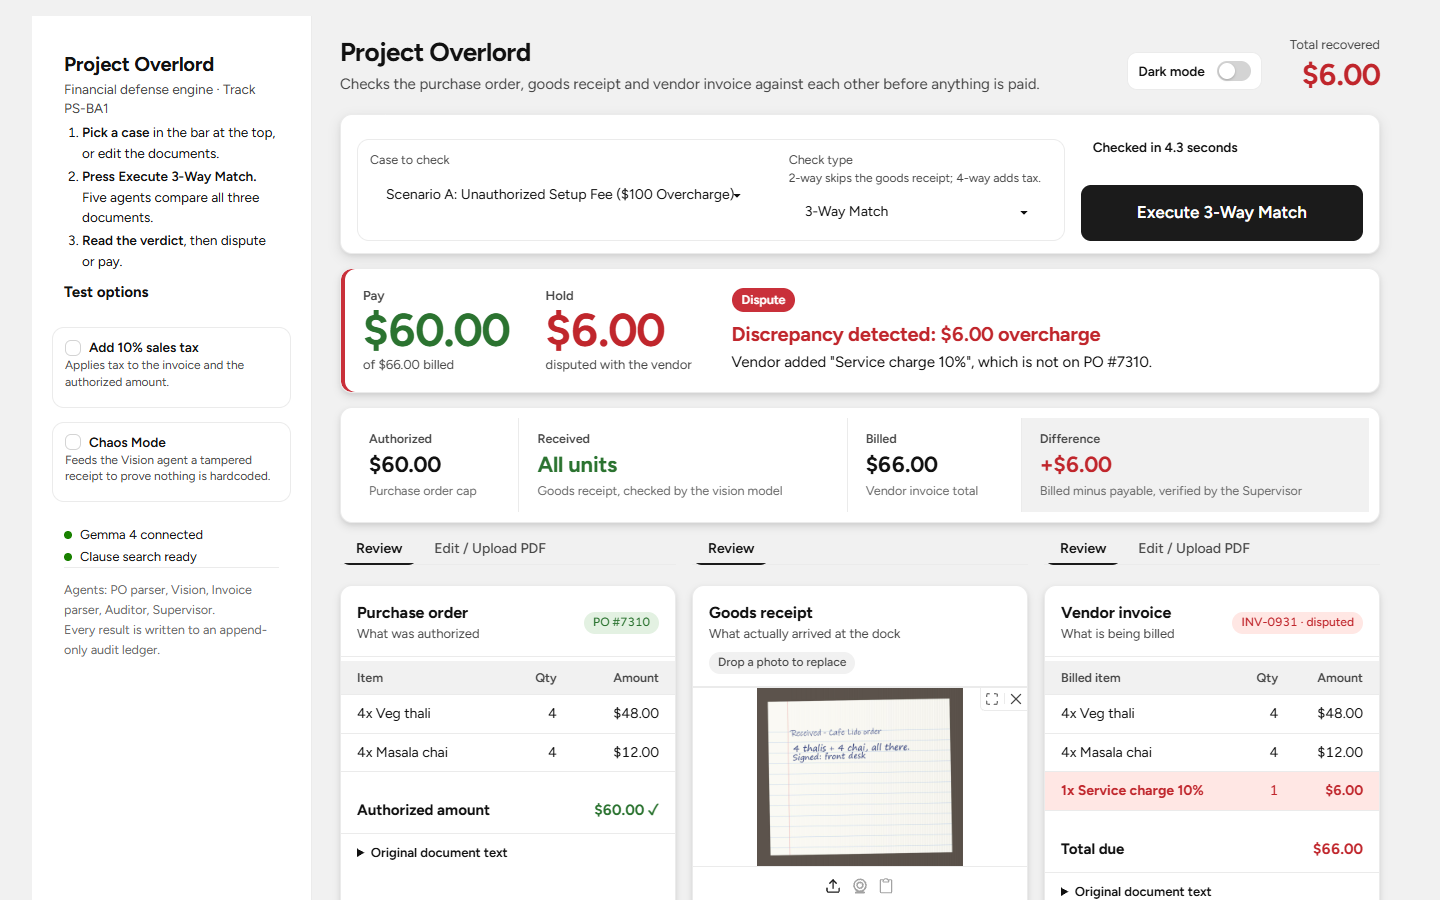 Project Overlord
Financial defense engine · Track
PS-BA1
1. Pick a case in the bar at the top,
or edit the documents.
2. Press Execute 3-Way Match.
Five agents compare all three
documents.
3. Read the verdict, then dispute
or pay.
Test options
Add 10% sales tax
Applies tax to the invoice and the
authorized amount.
Chaos Mode
Feeds the Vision agent a tampered
receipt to prove nothing is hardcoded.
Gemma 4 connected
Clause search ready
Agents: PO parser, Vision, Invoice
parser, Auditor, Supervisor.
Every result is written to an append-
only audit ledger.
Project Overlord
Checks the purchase order, goods receipt and vendor invoice against each other before anything is paid.
Dark mode
Total recovered
$6.00
Case to check
Scenario A: Unauthorized Setup Fee ($100 Overcharge)
Check type
2-way skips the goods receipt; 4-way adds tax.
3-Way Match
Checked in 4.3 seconds
Execute 3-Way Match
Pay
$60.00
of $66.00 billed
Hold
$6.00
disputed with the vendor
Dispute
Discrepancy detected: $6.00 overcharge
Vendor added "Service charge 10%", which is not on PO #7310.
Authorized
$60.00
Purchase order cap
Received
All units
Goods receipt, checked by the vision model
Billed
$66.00
Vendor invoice total
Difference
+$6.00
Billed minus payable, verified by the Supervisor
Review Edit / Upload PDF
Purchase order
What was authorized
PO #7310
Item Qty Amount
4x Veg thali 4 $48.00
4x Masala chai 4 $12.00
Authorized amount $60.00 ✓
Original document text
Review
Goods receipt
What actually arrived at the dock
Drop a photo to replace
Received - Cafe Lido order
4 thalis + 4 chai, all there.
Signed: front desk
Review Edit / Upload PDF
Vendor invoice
What is being billed
INV-0931 · disputed
Billed item Qty Amount
4x Veg thali 4 $48.00
4x Masala chai 4 $12.00
1x Service charge 10% 1 $6.00
Total due $66.00
Original document text